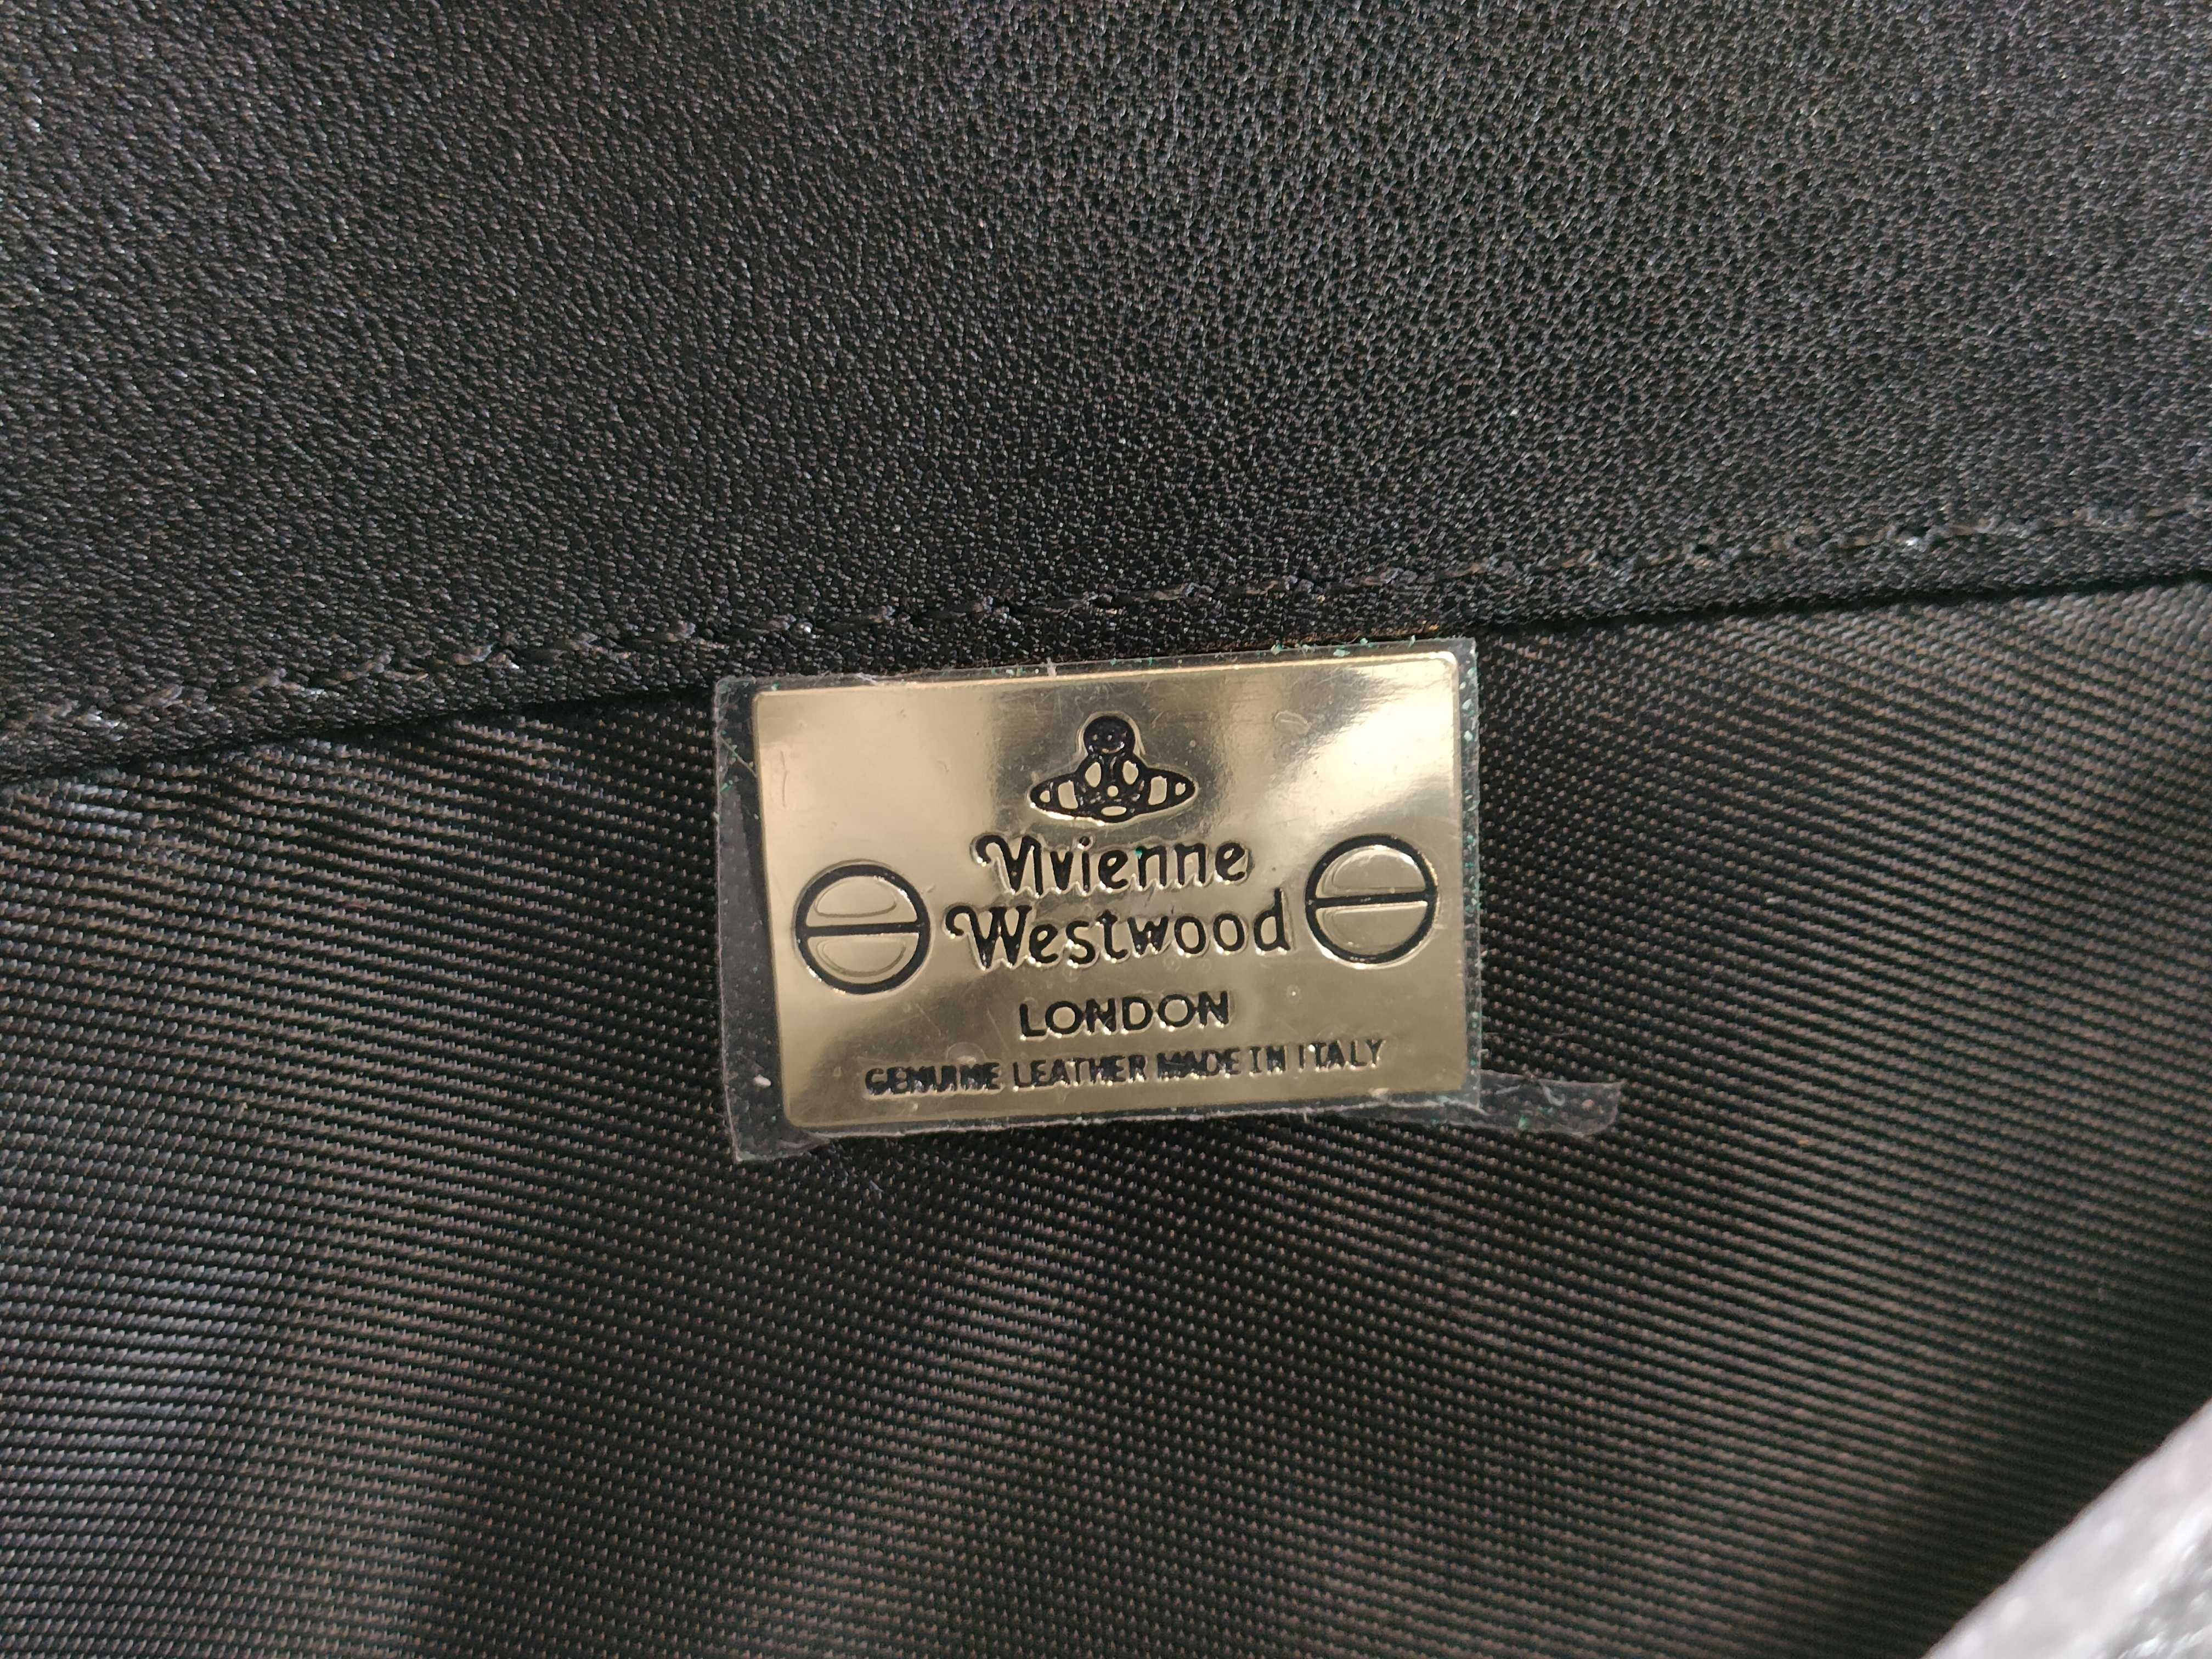 Vivienne
Westwood
LONDON
GENUINE LEATHER MADE IN ITALY